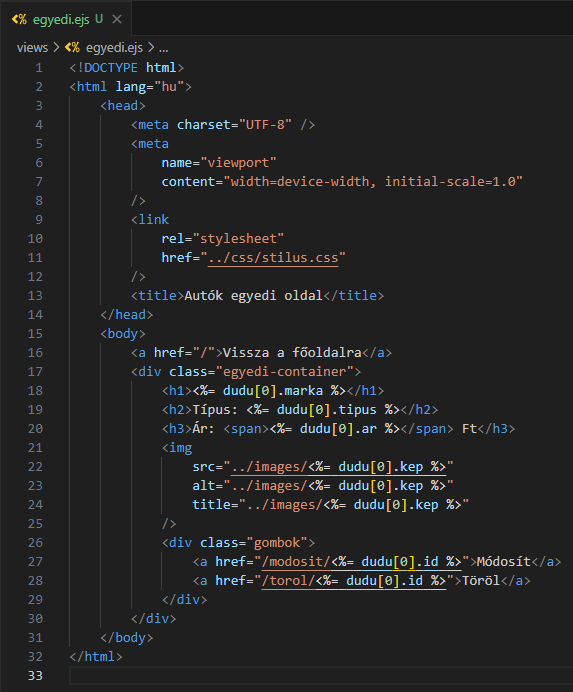 <% egyedi.ejs U ×
views > <% egyedi.ejs > ...
1 <!DOCTYPE html>
2 <html lang="hu">
3     <head>
4         <meta charset="UTF-8" />
5         <meta
6             name="viewport"
7             content="width=device-width, initial-scale=1.0"
8         />
9         <link
10             rel="stylesheet"
11             href="../css/stilus.css"
12         />
13         <title>Autók egyedi oldal</title>
14     </head>
15     <body>
16         <a href="/">Vissza a főoldalra</a>
17         <div class="egyedi-container">
18             <h1><%= dudu[0].marka %></h1>
19             <h2>Típus: <%= dudu[0].tipus %></h2>
20             <h3>Ár: <span><%= dudu[0].ar %></span> Ft</h3>
21             <img
22                 src="../images/<%= dudu[0].kep %>"
23                 alt="../images/<%= dudu[0].kep %>"
24                 title="../images/<%= dudu[0].kep %>"
25             />
26             <div class="gombok">
27                 <a href="/modosit/<%= dudu[0].id %>">Módosít</a>
28                 <a href="/torol/<%= dudu[0].id %>">Töröl</a>
29             </div>
30         </div>
31     </body>
32 </html>
33